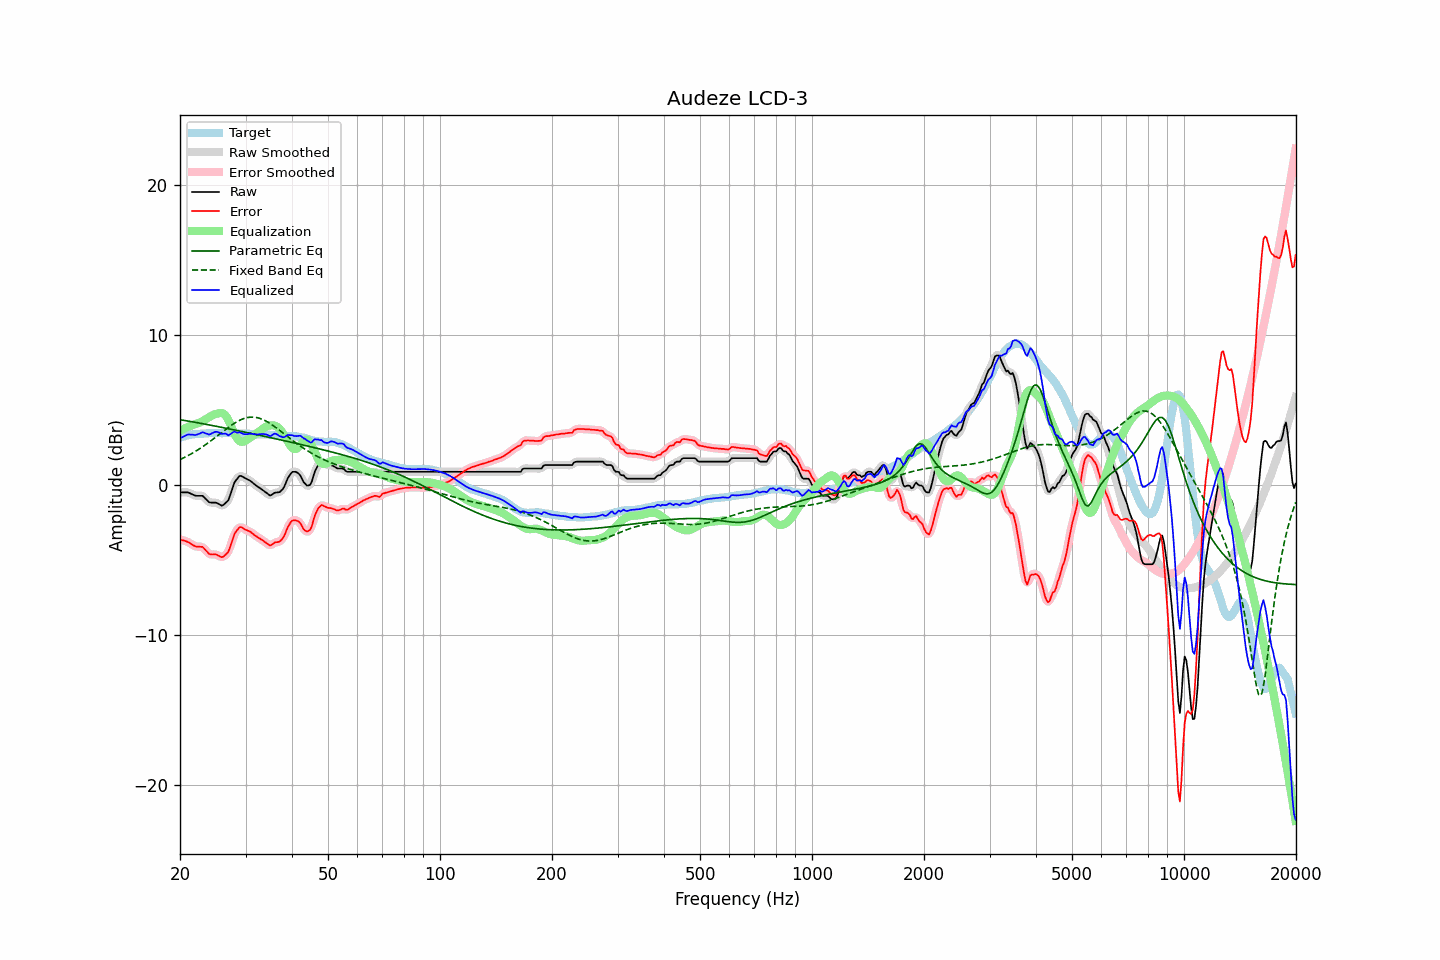 Audeze LCD-3
Target
Raw Smoothed
Error Smoothed
Raw
Error
Equalization
Parametric Eq
Fixed Band Eq
Equalized
20
10
0
−10
−20
Amplitude (dBr)
20
50
100
200
500
1000
2000
5000
10000
20000
Frequency (Hz)